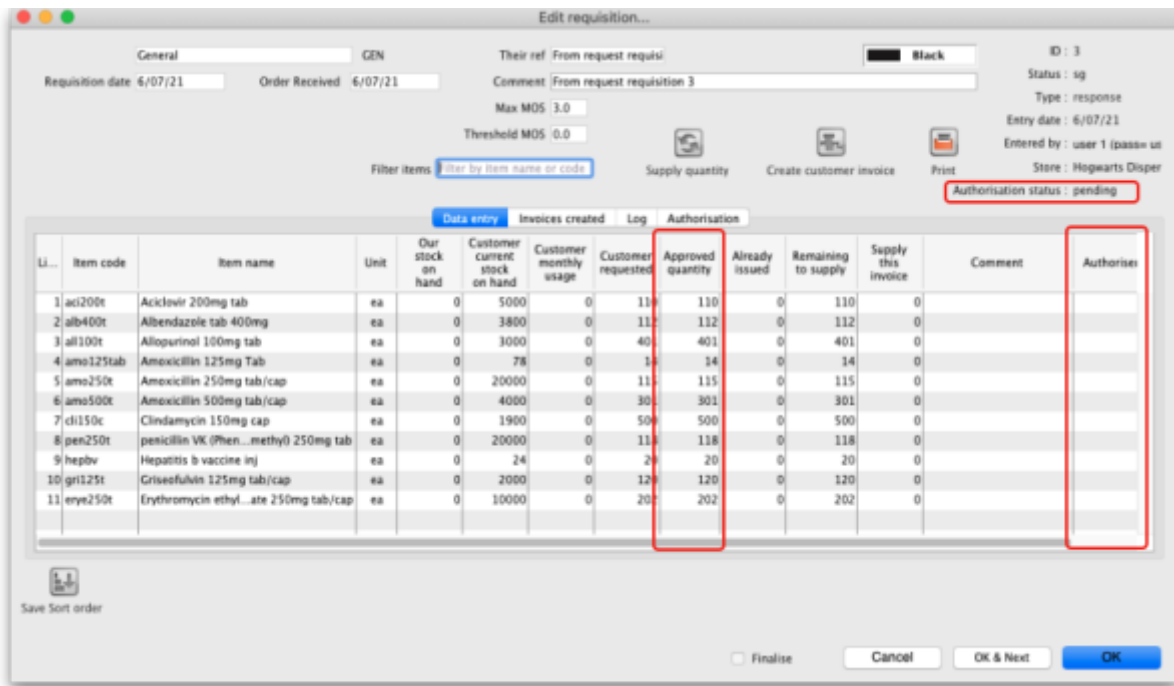 Edit requisition...
General GEN Their ref From request requisi Black ID : 3
Requisition date 6/07/21 Order Received 6/07/21 Comment From request requisition 3 Status : sg
Max MOS 3.0 Type : response
Threshold MOS 0.0 Entry date : 6/07/21
Entered by : user 1 (pass= us
Filter items Filter by item name or code Supply quantity Create customer invoice Print Store : Hogwarts Disper
Authorisation status : pending
Data entry Invoices created Log Authorisation
Li... Item code Item name Unit Our stock on hand Customer current stock on hand Customer monthly usage Customer requested Approved quantity Already issued Remaining to supply Supply this invoice Comment Authoriser
1 aci200t Aciclovir 200mg tab ea 0 5000 0 110 110 0 110 0
2 alb400t Albendazole tab 400mg ea 0 3800 0 112 112 0 112 0
3 all100t Allopurinol 100mg tab ea 0 3000 0 401 401 0 401 0
4 amo125tab Amoxicillin 125mg Tab ea 0 78 0 14 14 0 14 0
5 amo250t Amoxicillin 250mg tab/cap ea 0 20000 0 115 115 0 115 0
6 amo500t Amoxicillin 500mg tab/cap ea 0 4000 0 301 301 0 301 0
7 cli150c Clindamycin 150mg cap ea 0 1900 0 500 500 0 500 0
8 pen250t penicillin VK (Phen...methyl) 250mg tab ea 0 20000 0 118 118 0 118 0
9 hepbv Hepatitis b vaccine inj ea 0 24 0 20 20 0 20 0
10 gri125t Griseofulvin 125mg tab/cap ea 0 2000 0 120 120 0 120 0
11 erye250t Erythromycin ethyl...ate 250mg tab/cap ea 0 10000 0 202 202 0 202 0
Save Sort order
Finalise Cancel OK & Next OK